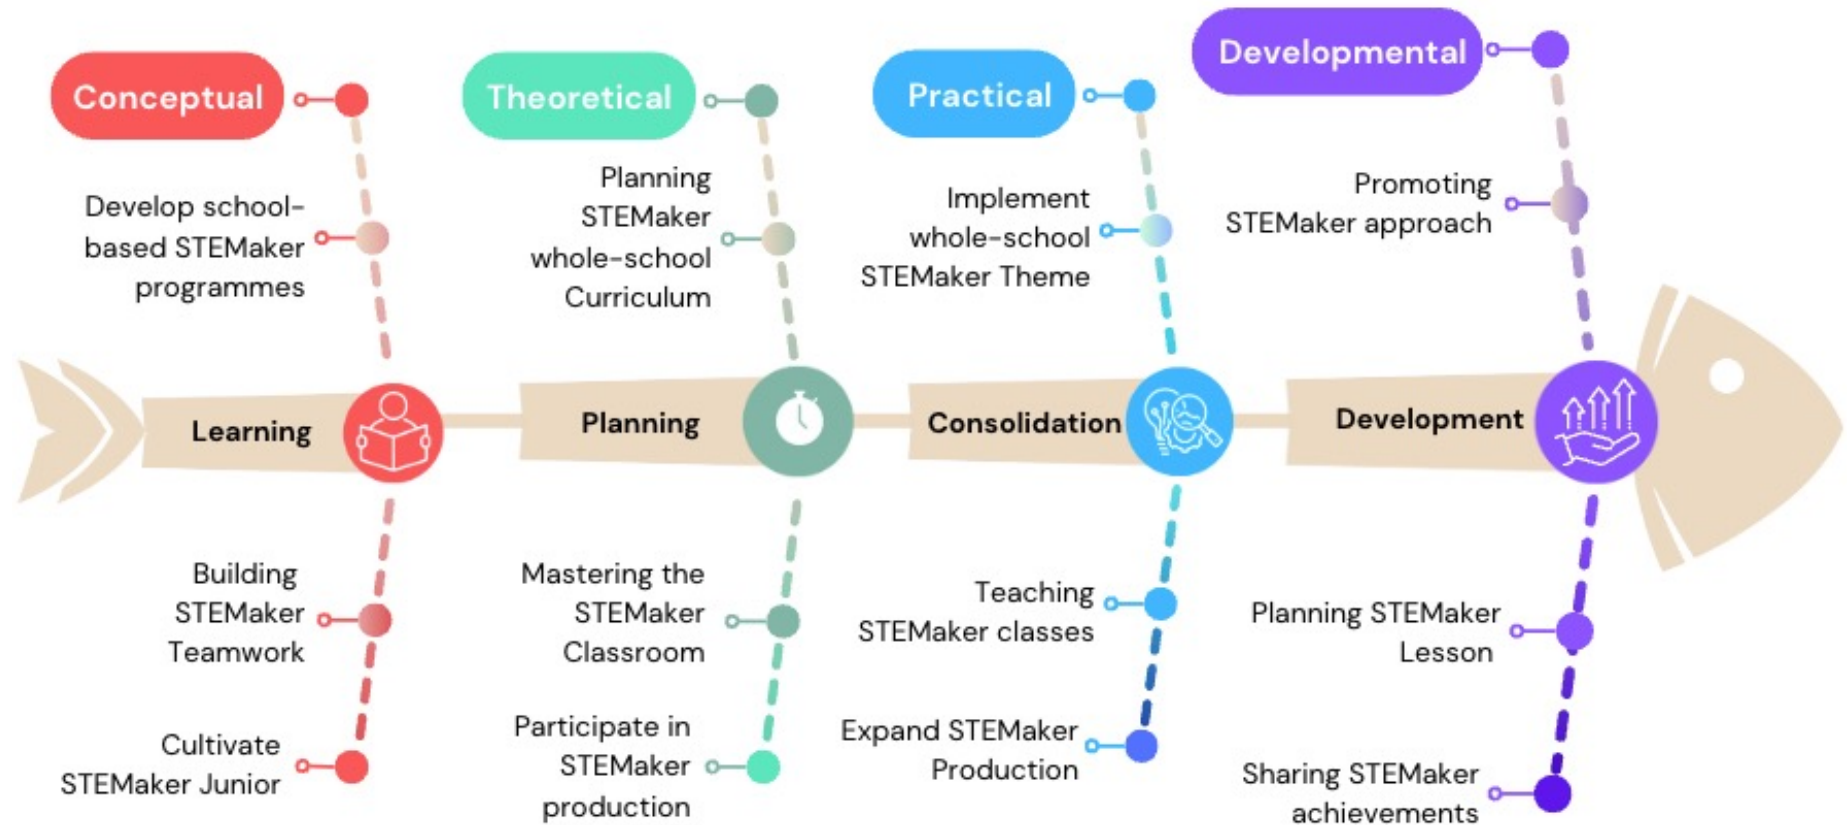 Conceptual
Develop school-
based STEMaker
programmes
Learning
Building
STEMaker
Teamwork
Cultivate
STEMaker Junior
Theoretical
Planning
STEMaker
whole-school
Curriculum
Planning
Mastering the
STEMaker
Classroom
Participate in
STEMaker
production
Practical
Implement
whole-school
STEMaker Theme
Consolidation
Teaching
STEMaker classes
Expand STEMaker
Production
Developmental
Promoting
STEMaker approach
Development
Planning STEMaker
Lesson
Sharing STEMaker
achievements